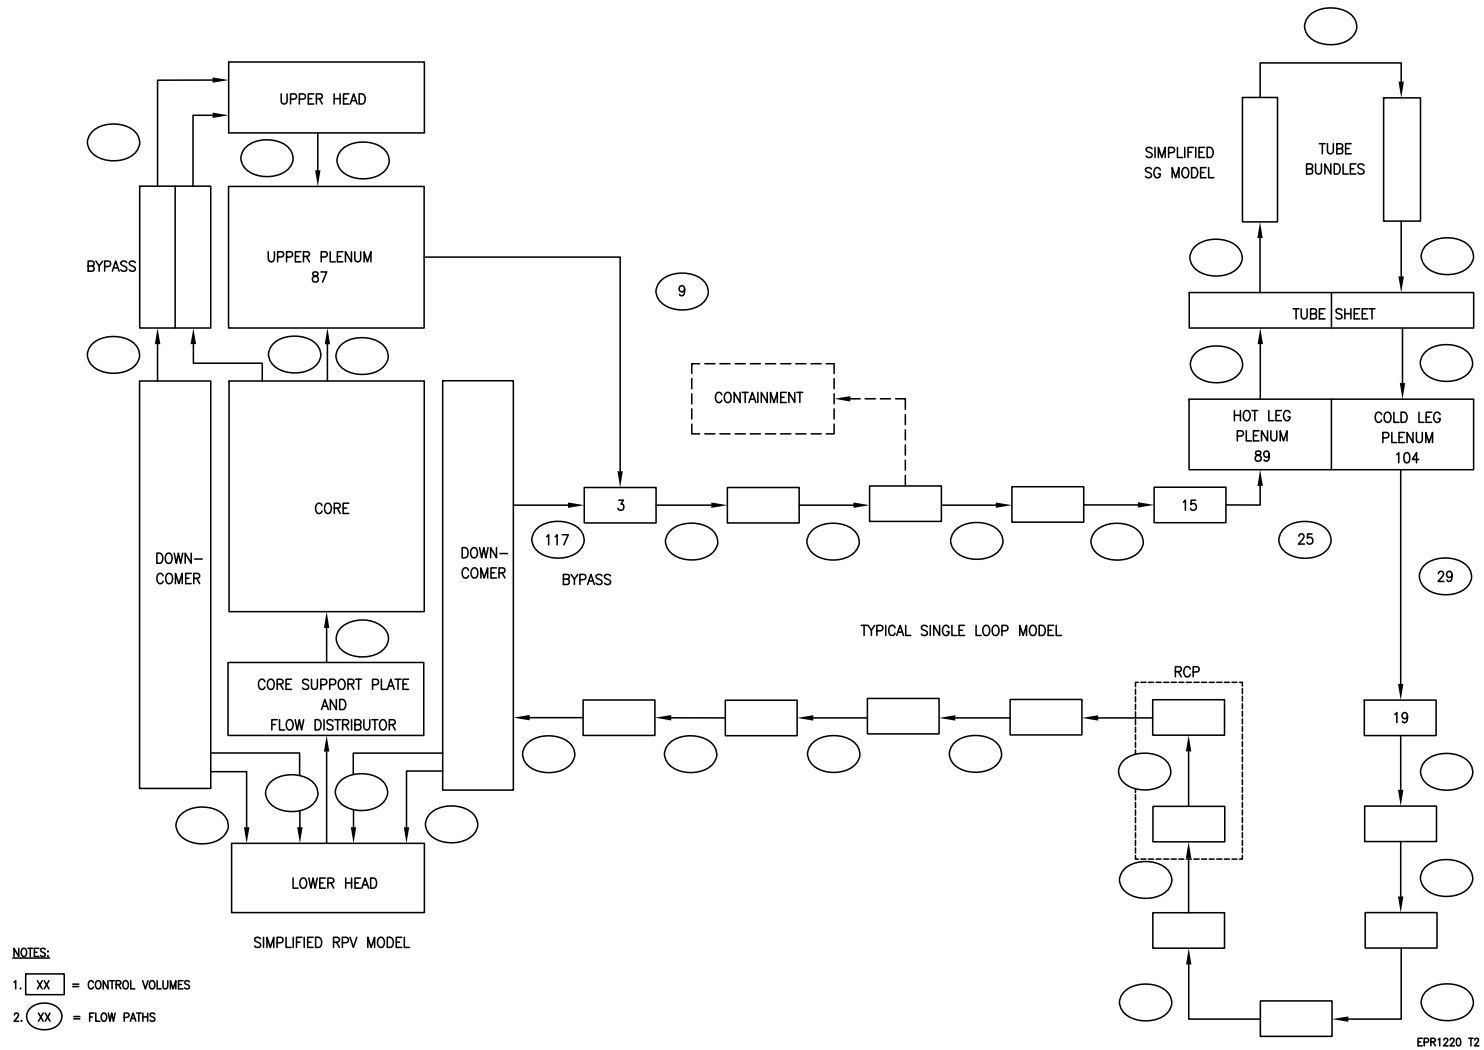 UPPER HEAD
SIMPLIFIED
SG MODEL
TUBE
BUNDLES
BYPASS
UPPER PLENUM
87
9
TUBE SHEET
CONTAINMENT
HOT LEG
PLENUM
89
COLD LEG
PLENUM
104
CORE
3
15
DOWN-
COMER
DOWN-
COMER
117
BYPASS
25
29
TYPICAL SINGLE LOOP MODEL
CORE SUPPORT PLATE
AND
FLOW DISTRIBUTOR
RCP
19
LOWER HEAD
SIMPLIFIED RPV MODEL
NOTES:
1. XX = CONTROL VOLUMES
2. XX = FLOW PATHS
EPR1220 T2